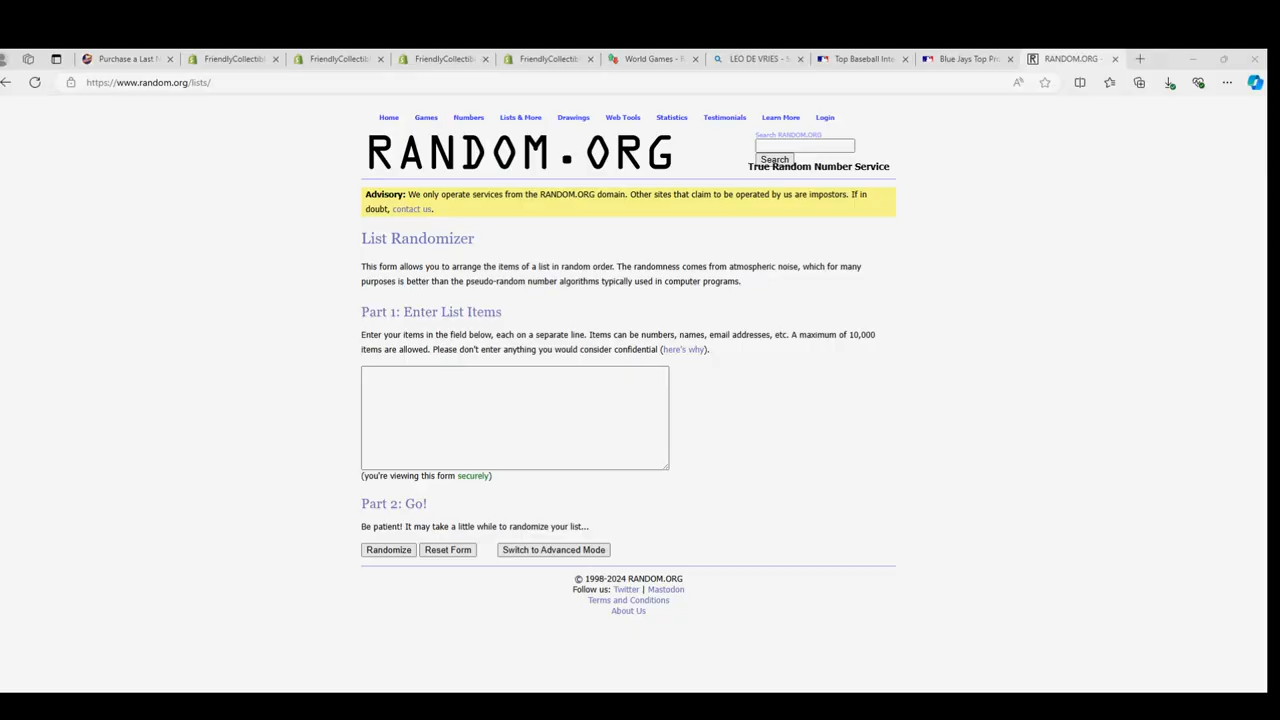 Purchase a Last N
FriendlyCollectib
FriendlyCollectib
FriendlyCollectib
FriendlyCollectib
World Games - R
LEO DE VRIES - S
Top Baseball Inte
Blue Jays Top Pro
RANDOM.ORG -
https://www.random.org/lists/
Home Games Numbers Lists & More Drawings Web Tools Statistics Testimonials Learn More Login
RANDOM.ORG
Search RANDOM.ORG
Search
True Random Number Service
Advisory: We only operate services from the RANDOM.ORG domain. Other sites that claim to be operated by us are impostors. If in
doubt, contact us.
List Randomizer
This form allows you to arrange the items of a list in random order. The randomness comes from atmospheric noise, which for many
purposes is better than the pseudo-random number algorithms typically used in computer programs.
Part 1: Enter List Items
Enter your items in the field below, each on a separate line. Items can be numbers, names, email addresses, etc. A maximum of 10,000
items are allowed. Please don't enter anything you would consider confidential (here's why).
(you're viewing this form securely)
Part 2: Go!
Be patient! It may take a little while to randomize your list...
Randomize Reset Form Switch to Advanced Mode
© 1998-2024 RANDOM.ORG
Follow us: Twitter | Mastodon
Terms and Conditions
About Us